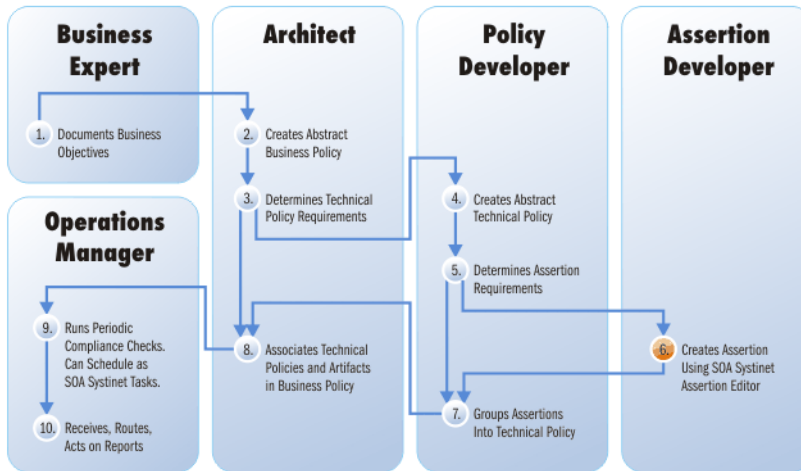 Business
Expert
1. Documents Business
Objectives
Operations
Manager
9. Runs Periodic
Compliance Checks.
Can Schedule as
SOA Systinet Tasks.
10. Receives, Routes,
Acts on Reports
Architect
2. Creates Abstract
Business Policy
3. Determines Technical
Policy Requirements
8. Associates Technical
Policies and Artifacts
in Business Policy
Policy
Developer
4. Creates Abstract
Technical Policy
5. Determines Assertion
Requirements
7. Groups Assertions
Into Technical Policy
Assertion
Developer
6. Creates Assertion
Using SOA Systinet
Assertion Editor